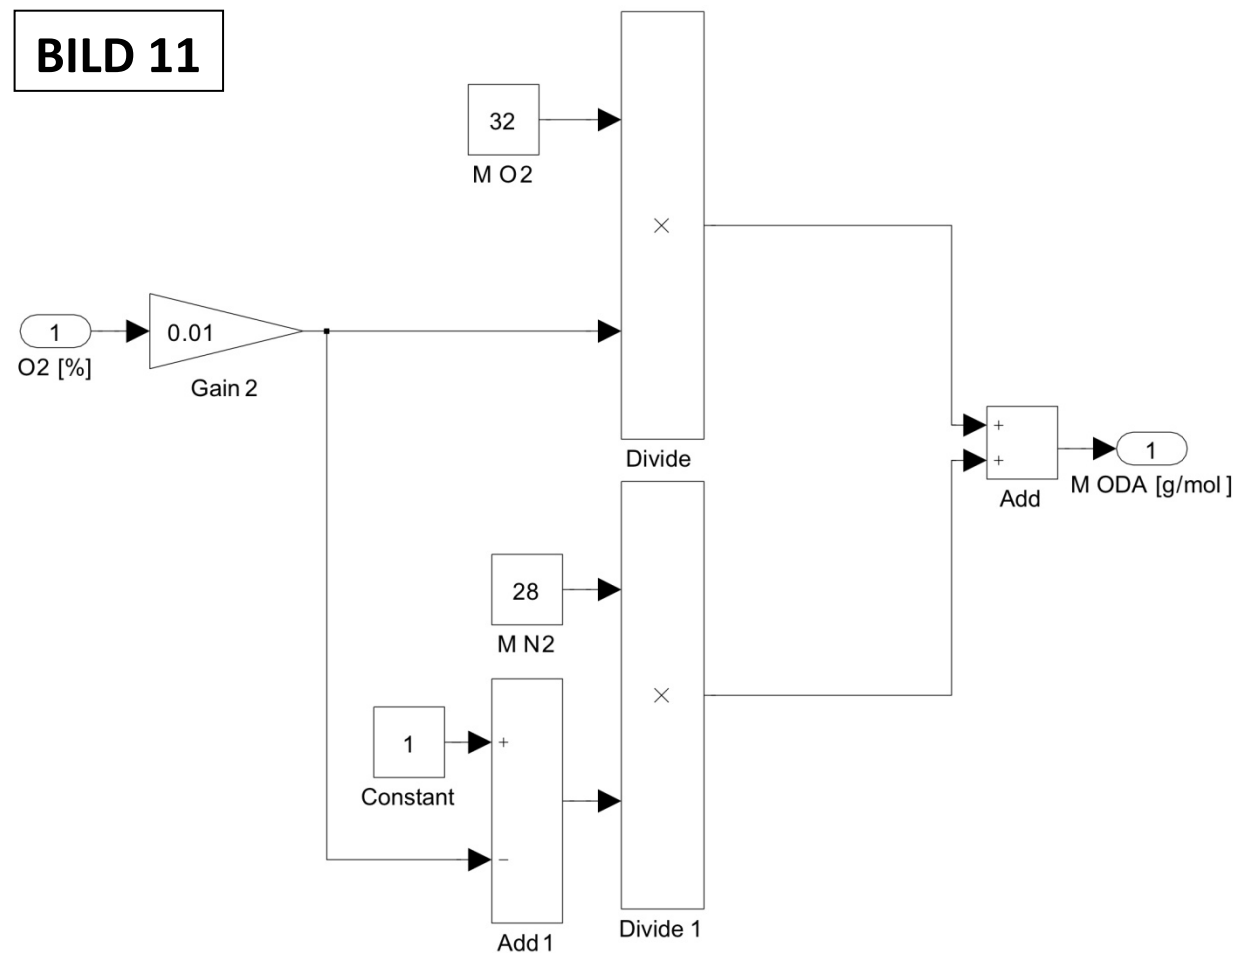 BILD 11
32
M O2
×
1
O2 [%]
0.01
Gain 2
Divide
+
+
Add
1
M ODA [g/mol]
28
M N2
×
1
Constant
+
−
Add 1
Divide 1